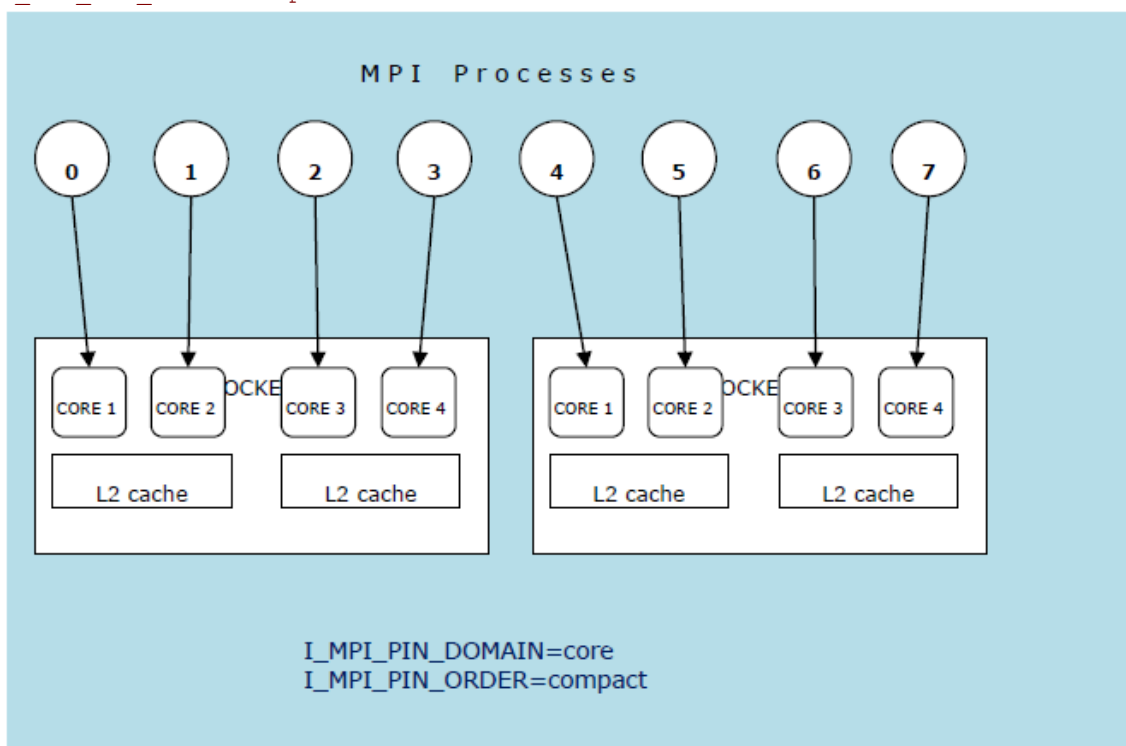 MPI Processes
0 1 2 3 4 5 6 7
OCKE OCKE
CORE 1 CORE 2 CORE 3 CORE 4 CORE 1 CORE 2 CORE 3 CORE 4
L2 cache L2 cache L2 cache L2 cache
I_MPI_PIN_DOMAIN=core
I_MPI_PIN_ORDER=compact